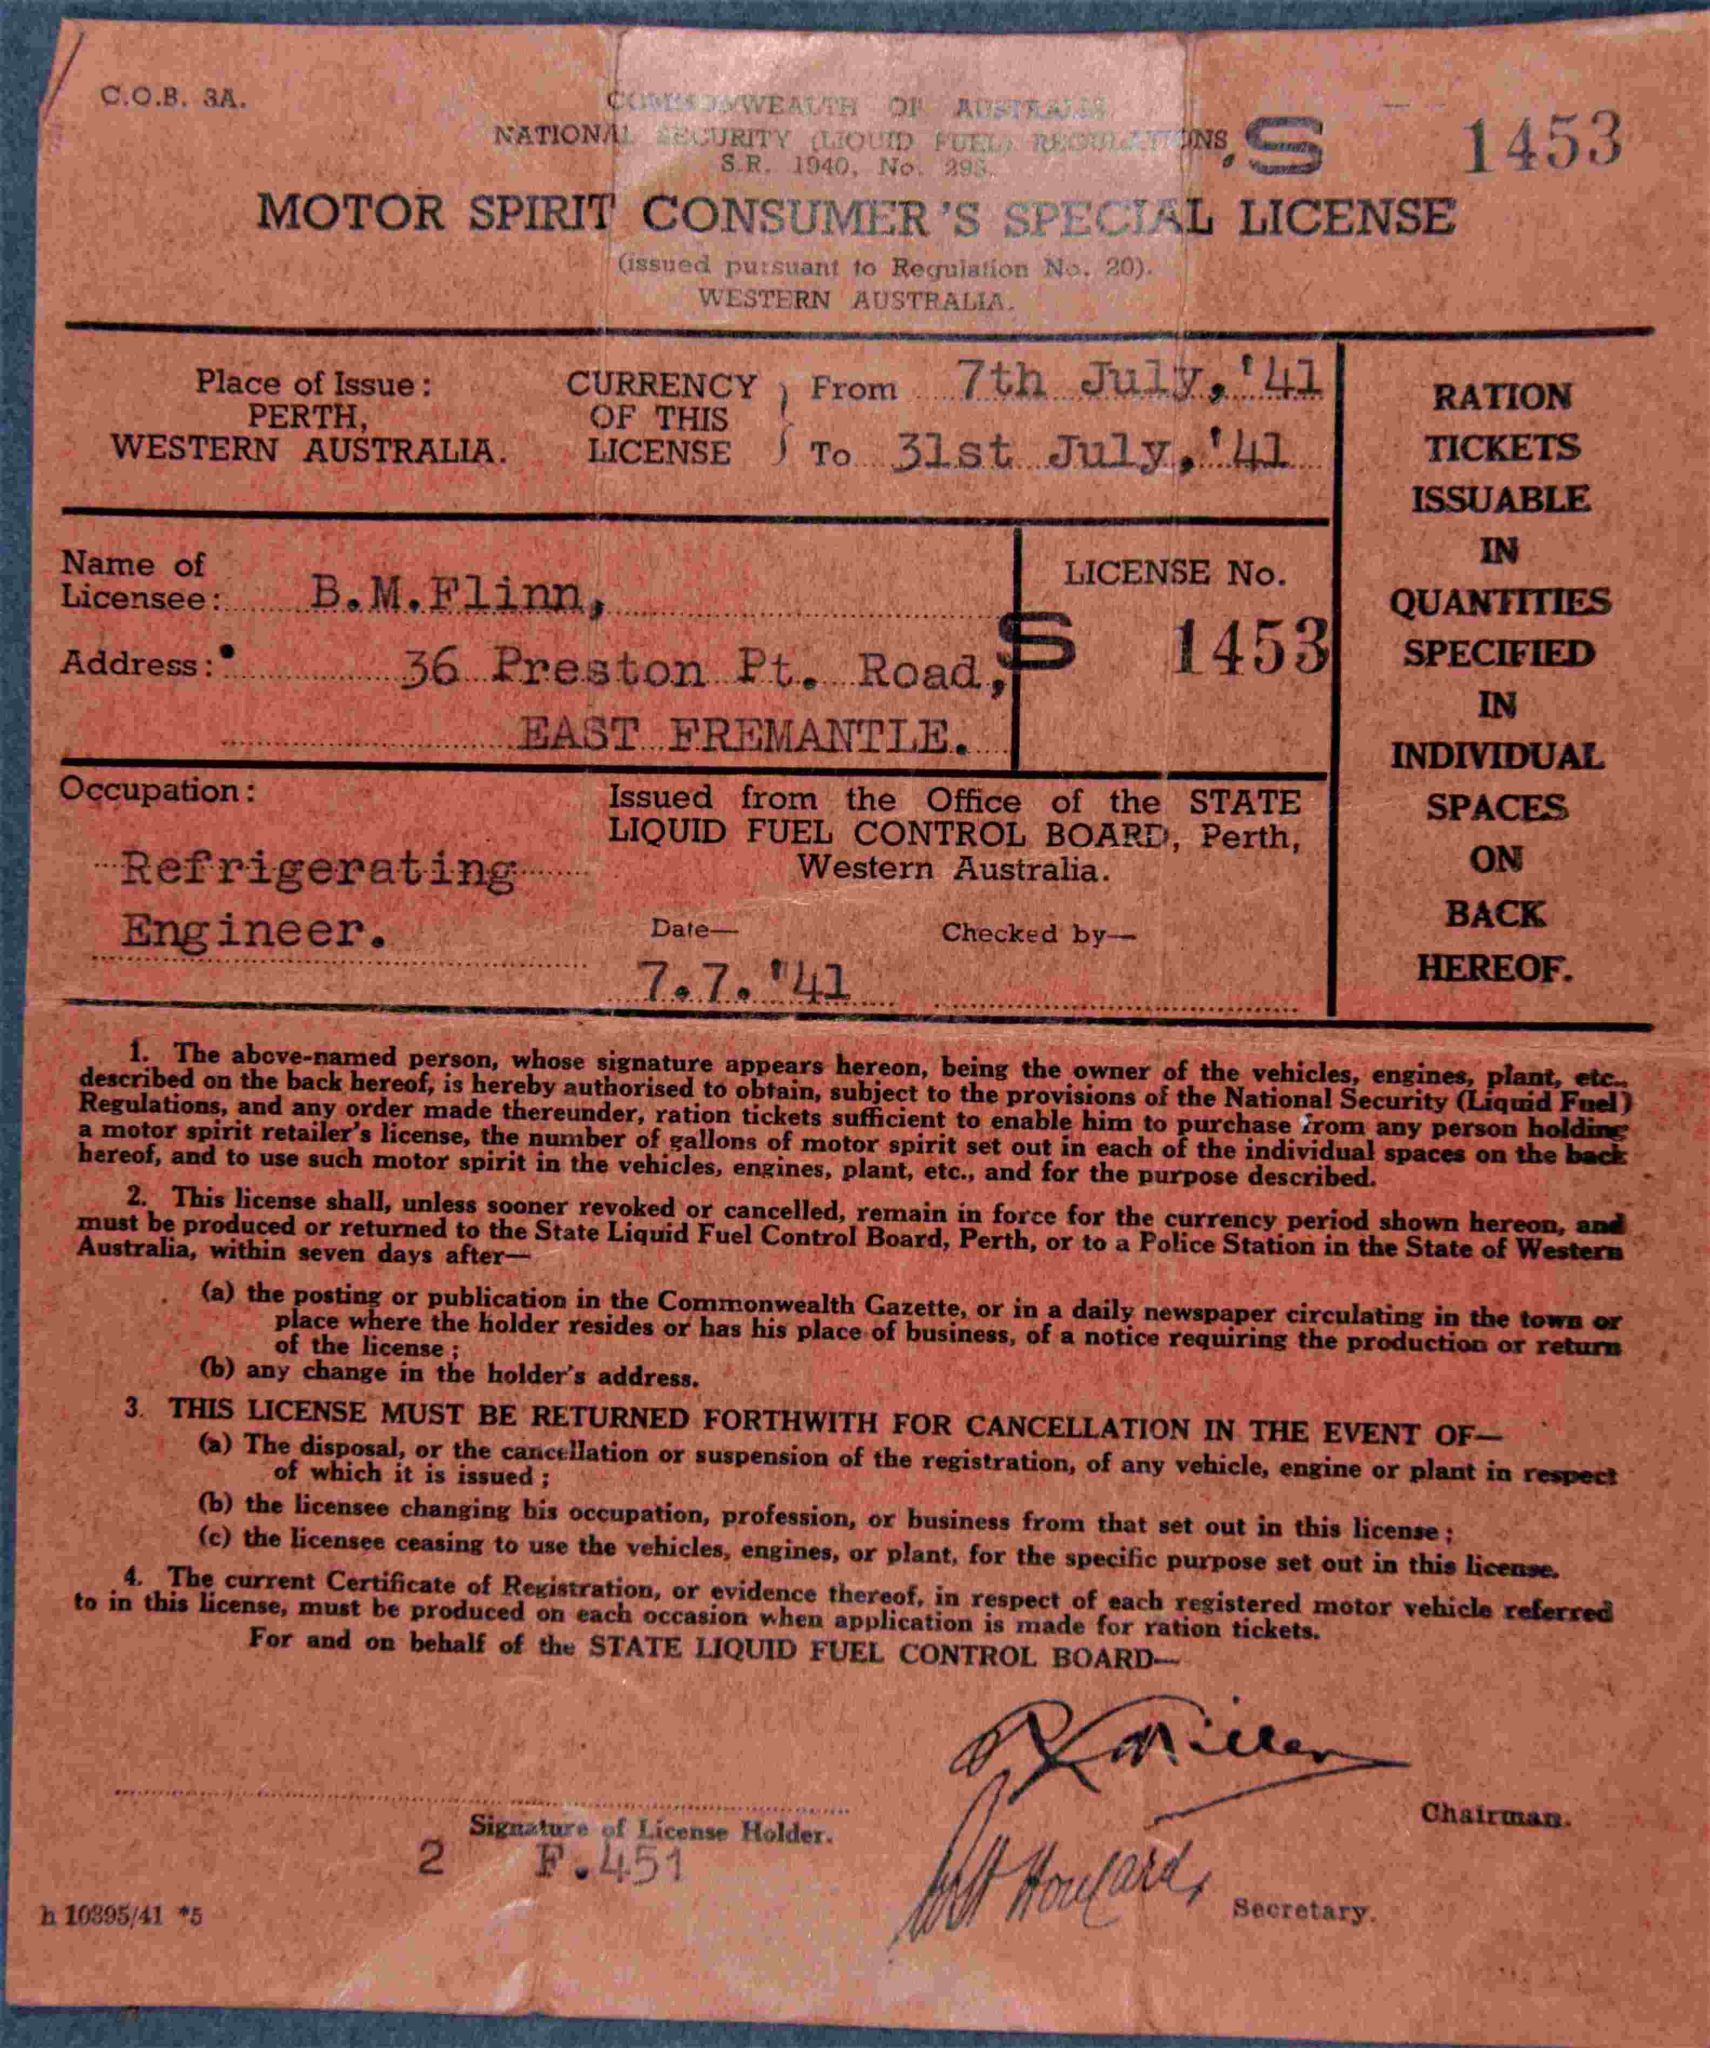 C.O.B. 3A.
COMMONWEALTH OF AUSTRALIA
NATIONAL SECURITY (LIQUID FUEL) REGULATIONS,
S.R. 1940, No. 293.
S 1453
MOTOR SPIRIT CONSUMER'S SPECIAL LICENSE
(issued pursuant to Regulation No. 20).
WESTERN AUSTRALIA.
Place of Issue:
PERTH,
WESTERN AUSTRALIA.
CURRENCY
OF THIS
LICENSE
From 7th July, '41
To 31st July, '41
Name of
Licensee: B.M.Flinn,
Address: 36 Preston Pt. Road,
EAST FREMANTLE.
LICENSE No.
S 1453
RATION
TICKETS
ISSUABLE
IN
QUANTITIES
SPECIFIED
IN
INDIVIDUAL
SPACES
ON
BACK
HEREOF.
Occupation:
Refrigerating
Engineer.
Issued from the Office of the STATE
LIQUID FUEL CONTROL BOARD, Perth,
Western Australia.
Date—
7.7.'41
Checked by—
1. The above-named person, whose signature appears hereon, being the owner of the vehicles, engines, plant, etc.,
described on the back hereof, is hereby authorised to obtain, subject to the provisions of the National Security (Liquid Fuel)
Regulations, and any order made thereunder, ration tickets sufficient to enable him to purchase from any person holding
a motor spirit retailer's license, the number of gallons of motor spirit set out in each of the individual spaces on the back
hereof, and to use such motor spirit in the vehicles, engines, plant, etc., and for the purpose described.
2. This license shall, unless sooner revoked or cancelled, remain in force for the currency period shown hereon, and
must be produced or returned to the State Liquid Fuel Control Board, Perth, or to a Police Station in the State of Western
Australia, within seven days after—
(a) the posting or publication in the Commonwealth Gazette, or in a daily newspaper circulating in the town or
place where the holder resides or has his place of business, of a notice requiring the production or return
of the license;
(b) any change in the holder's address.
3. THIS LICENSE MUST BE RETURNED FORTHWITH FOR CANCELLATION IN THE EVENT OF—
(a) The disposal, or the cancellation or suspension of the registration, of any vehicle, engine or plant in respect
of which it is issued;
(b) the licensee changing his occupation, profession, or business from that set out in this license;
(c) the licensee ceasing to use the vehicles, engines, or plant, for the specific purpose set out in this license.
4. The current Certificate of Registration, or evidence thereof, in respect of each registered motor vehicle referred
to in this license, must be produced on each occasion when application is made for ration tickets.
For and on behalf of the STATE LIQUID FUEL CONTROL BOARD—
Chairman.
Signature of License Holder.
2 F.451
Secretary.
h 10395/41 *5